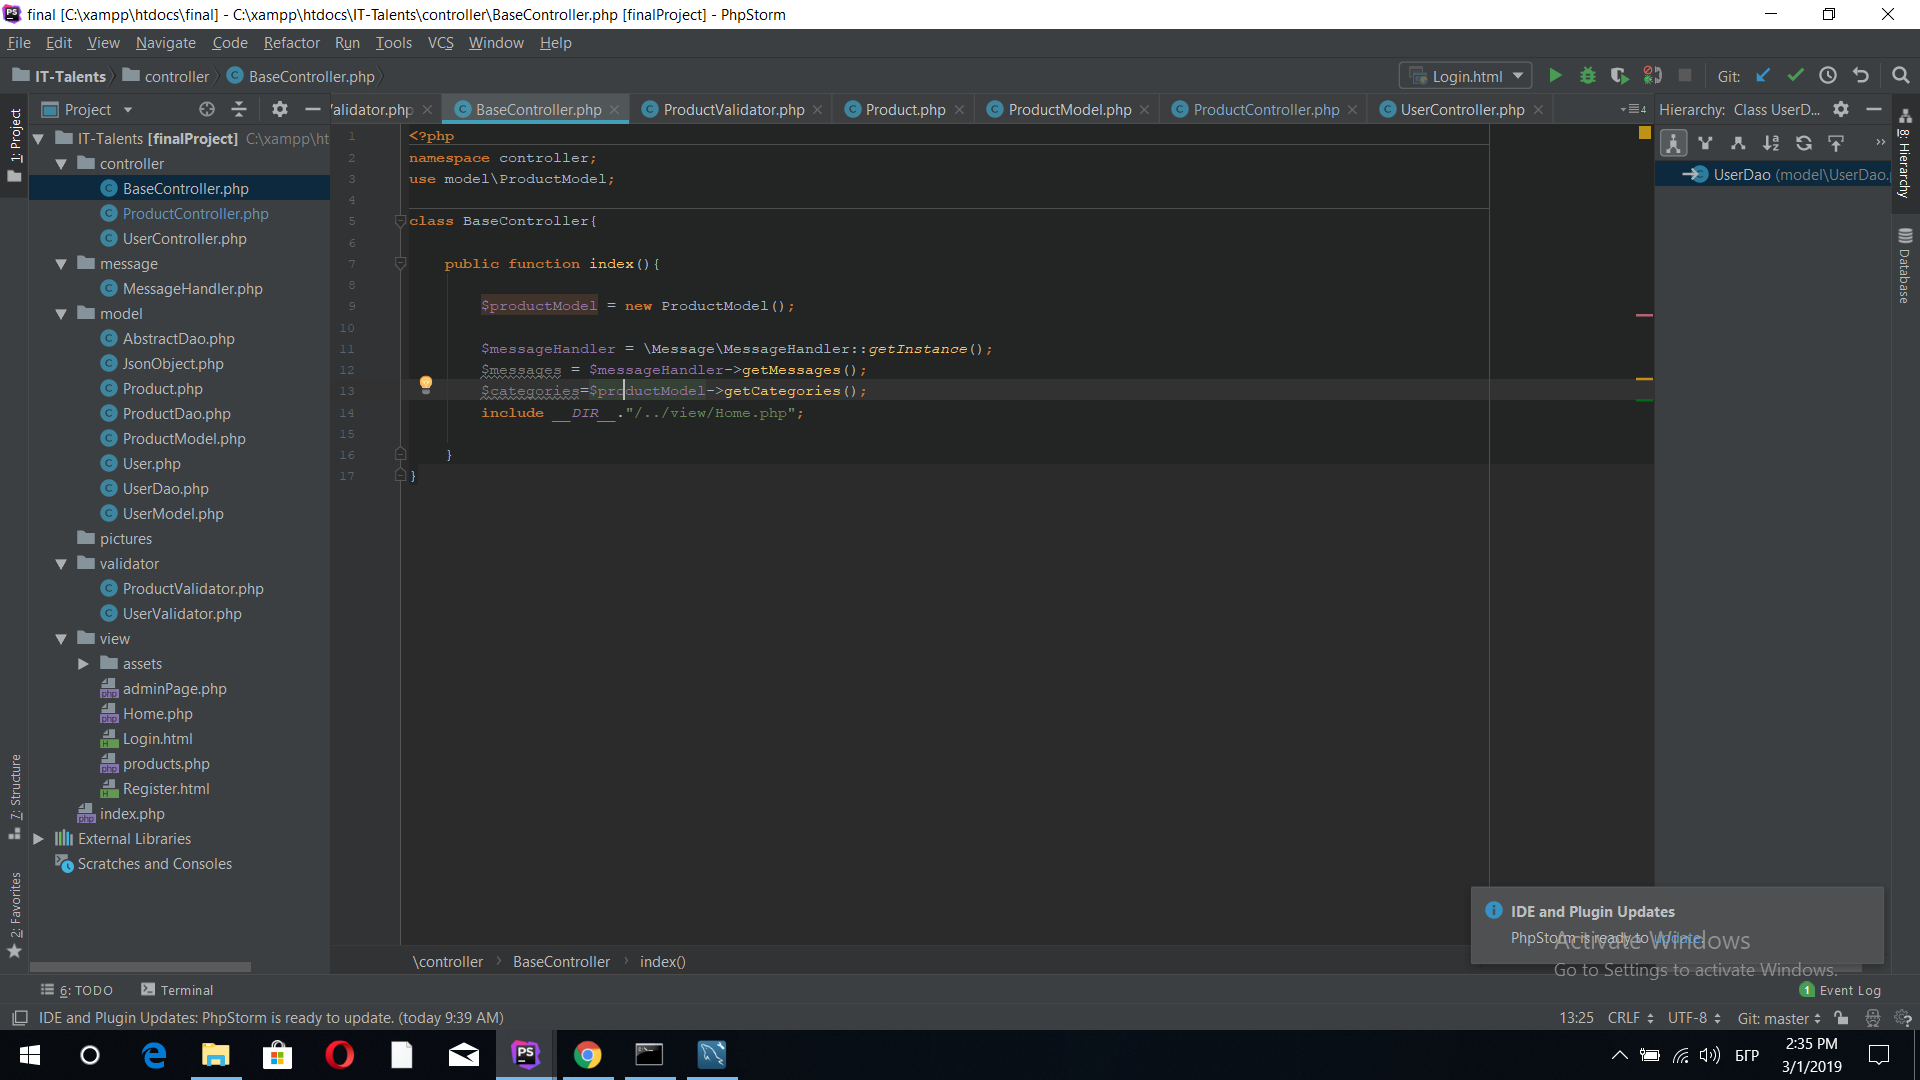 final [C:\xampp\htdocs\final] - C:\xampp\htdocs\IT-Talents\controller\BaseController.php [finalProject] - PhpStorm
File Edit View Navigate Code Refactor Run Tools VCS Window Help
IT-Talents controller BaseController.php Login.html Git:
1: Project
7: Structure
2: Favorites
Project
IT-Talents [finalProject] C:\xampp\ht
controller
BaseController.php
ProductController.php
UserController.php
message
MessageHandler.php
model
AbstractDao.php
JsonObject.php
Product.php
ProductDao.php
ProductModel.php
User.php
UserDao.php
UserModel.php
pictures
validator
ProductValidator.php
UserValidator.php
view
assets
adminPage.php
Home.php
Login.html
products.php
Register.html
index.php
External Libraries
Scratches and Consoles
alidator.php BaseController.php ProductValidator.php Product.php ProductModel.php ProductController.php UserController.php 4
1 <?php
2 namespace controller;
3 use model\ProductModel;
4
5 class BaseController{
6
7 public function index(){
8
9 $productModel = new ProductModel();
10
11 $messageHandler = \Message\MessageHandler::getInstance();
12 $messages = $messageHandler->getMessages();
13 $categories=$productModel->getCategories();
14 include __DIR__."/../view/Home.php";
15
16 }
17 }
\controller BaseController index()
Hierarchy: Class UserD...
UserDao (model\UserDao.
8: Hierarchy
Database
IDE and Plugin Updates
PhpStorm is ready to update.
Activate Windows
Go to Settings to activate Windows.
6: TODO Terminal 1 Event Log
IDE and Plugin Updates: PhpStorm is ready to update. (today 9:39 AM) 13:25 CRLF UTF-8 Git: master
БГР 2:35 PM
3/1/2019